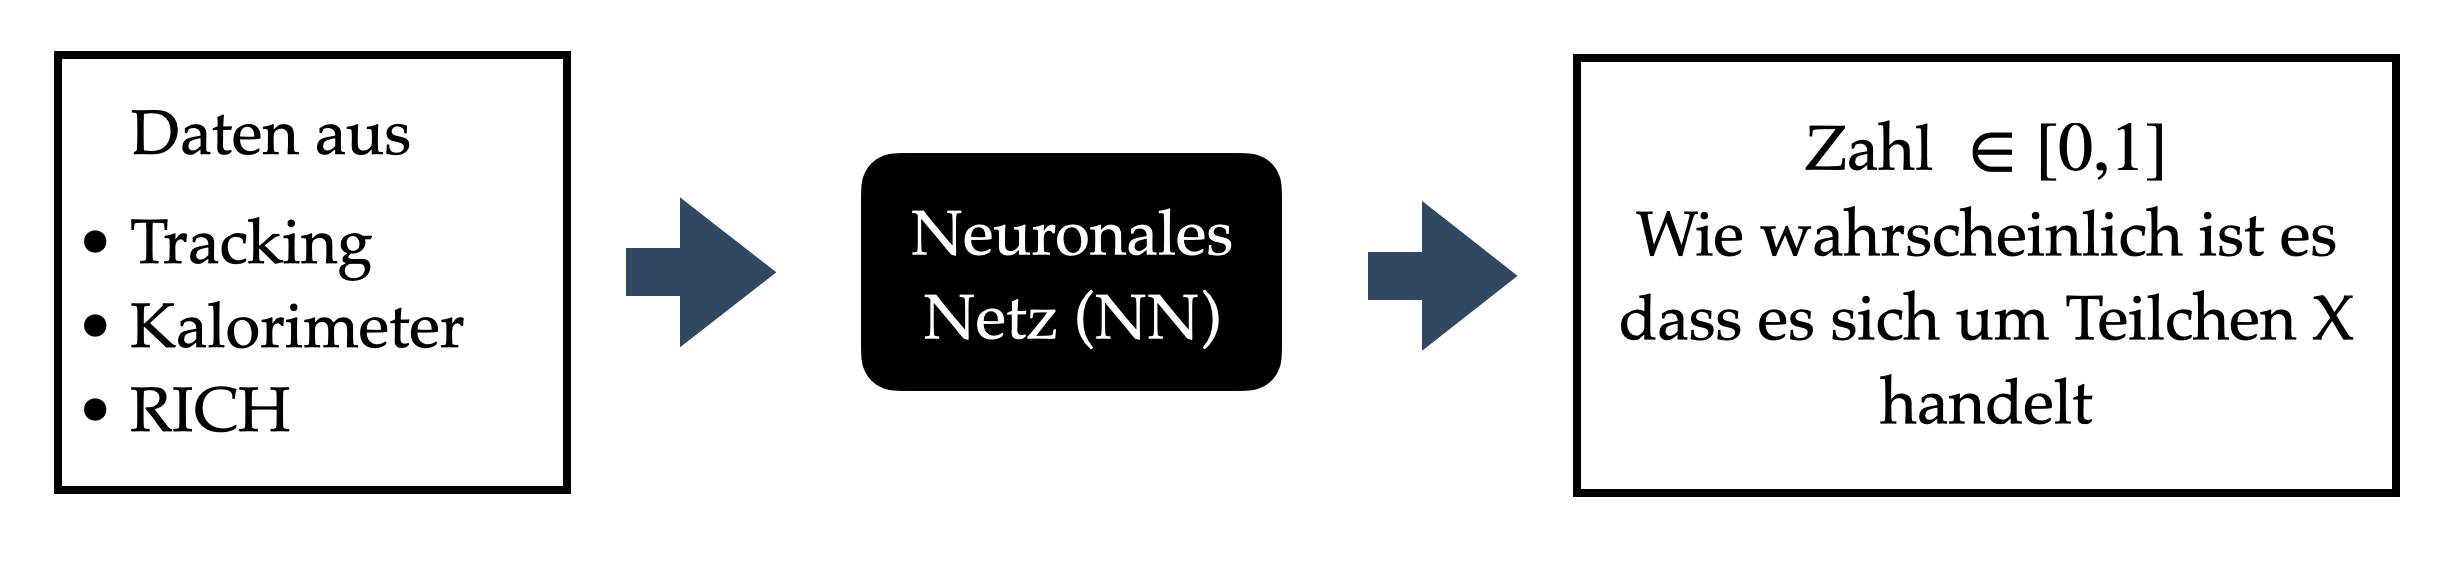 Daten aus
• Tracking
• Kalorimeter
• RICH
Neuronales
Netz (NN)
Zahl ∈ [0,1]
Wie wahrscheinlich ist es
dass es sich um Teilchen X
handelt